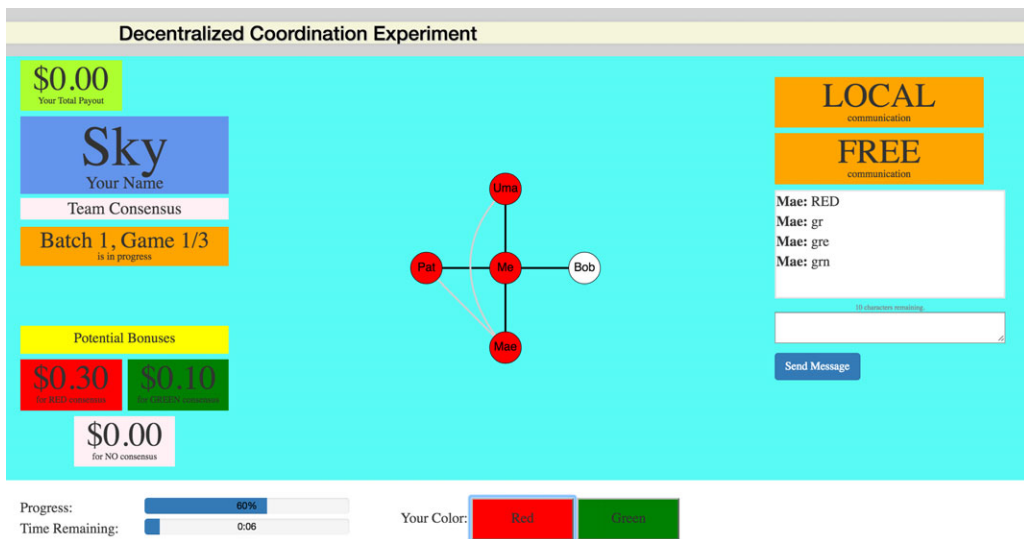 Decentralized Coordination Experiment
$0.00
Your Total Payout
Sky
Your Name
Team Consensus
Batch 1, Game 1/3
is in progress
Potential Bonuses
$0.30
for RED consensus
$0.10
for GREEN consensus
$0.00
for NO consensus
Uma
Pat
Me
Bob
Mae
LOCAL
communication
FREE
communication
Mae: RED
Mae: gr
Mae: gre
Mae: grn
10 characters remaining.
Send Message
Progress:
60%
Time Remaining:
0:06
Your Color:
Red
Green